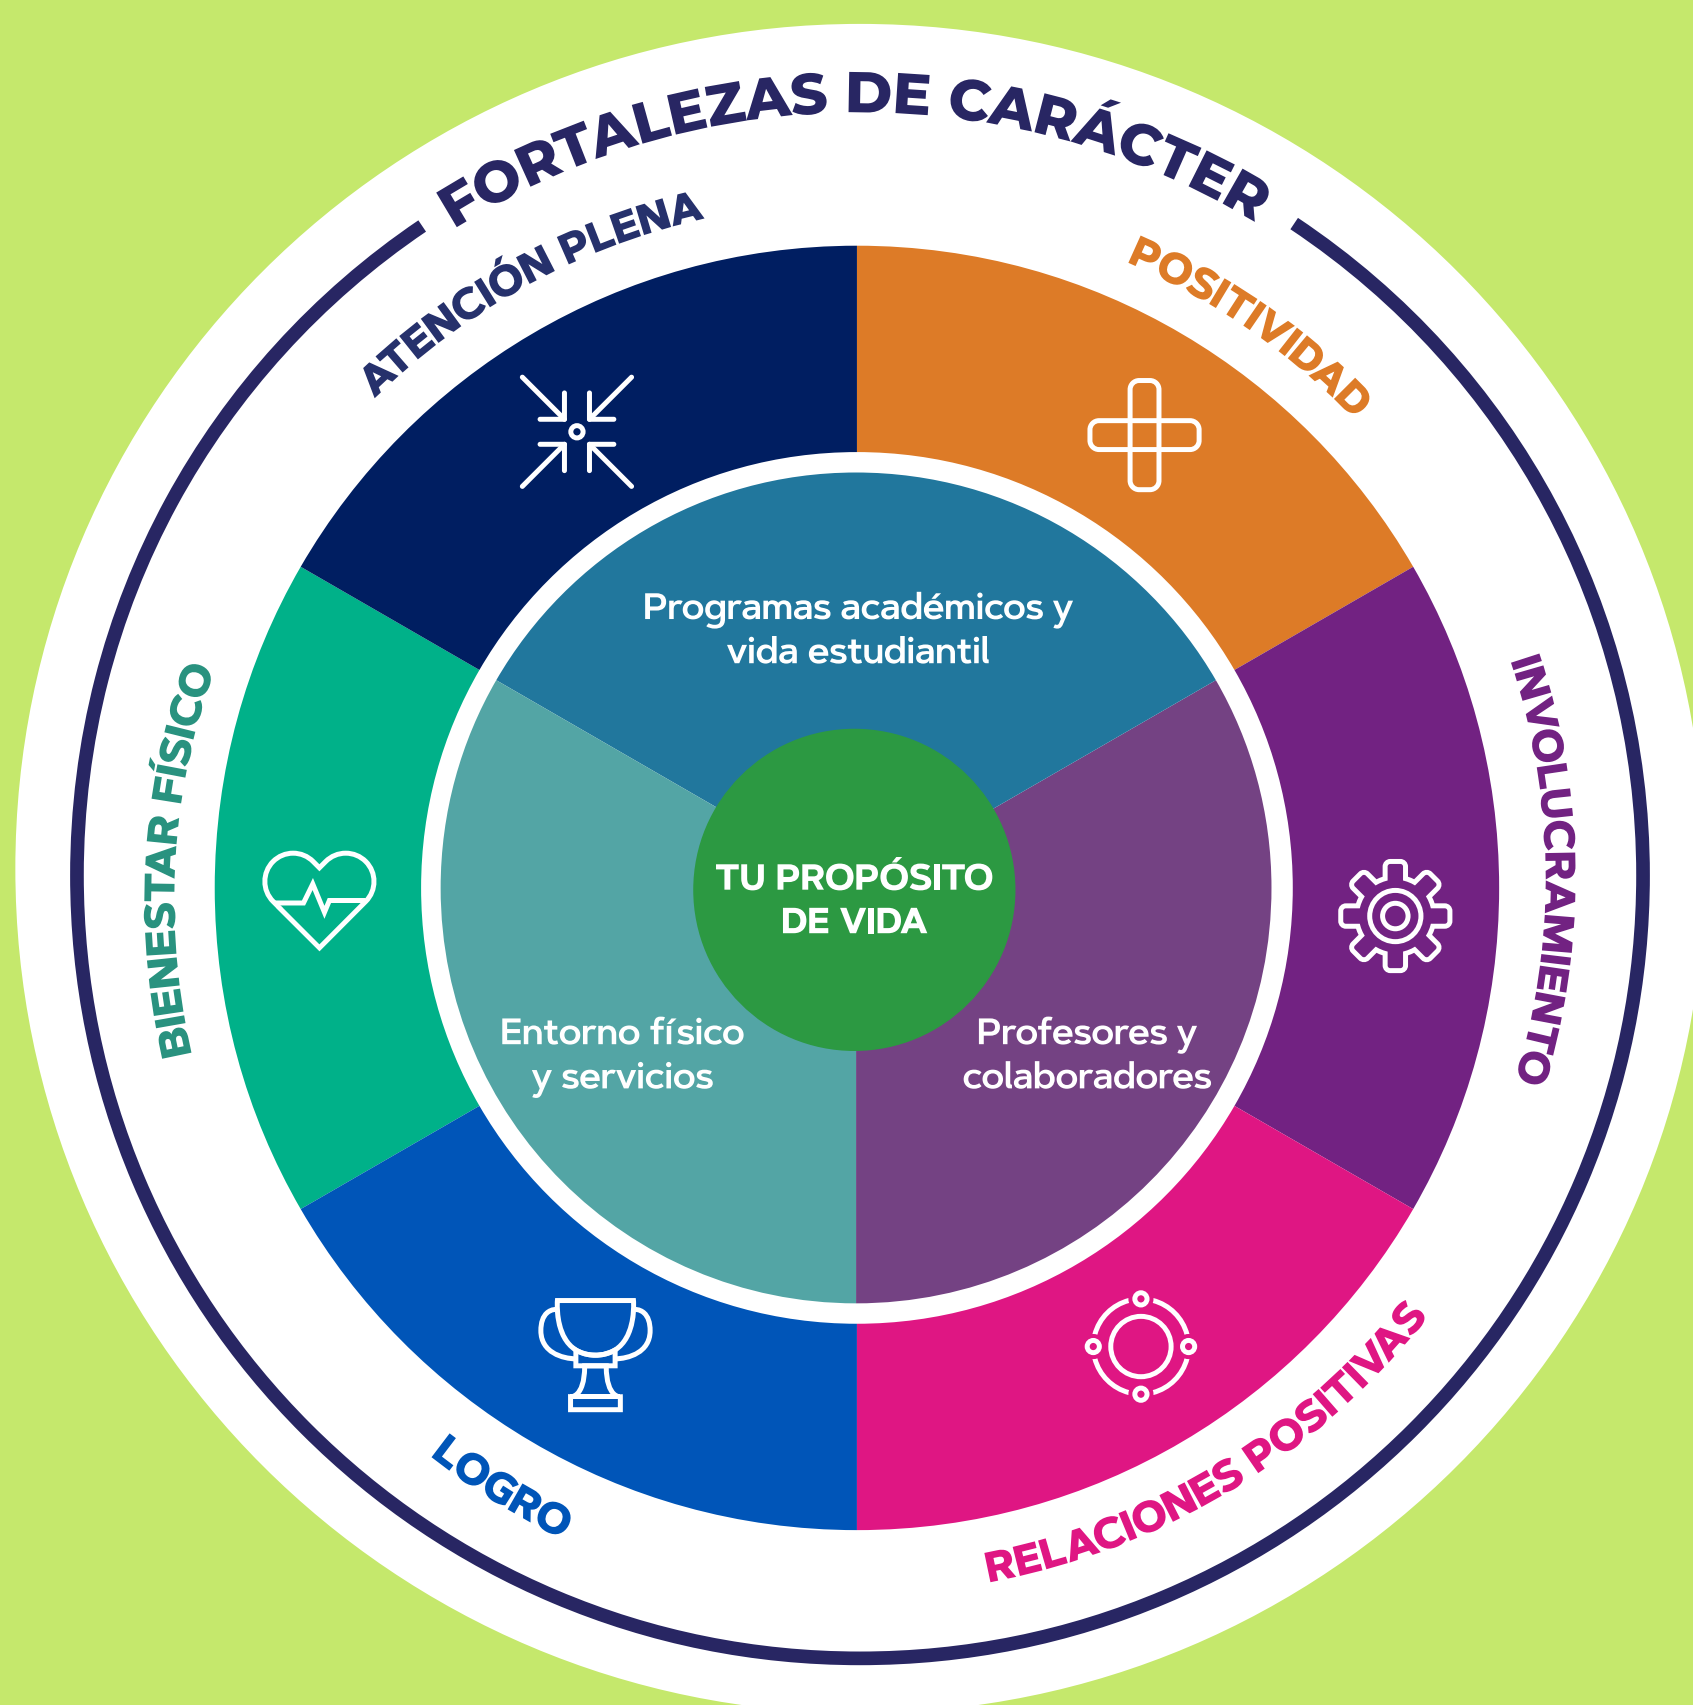 FORTALEZAS DE CARÁCTER
ATENCIÓN PLENA
POSITIVIDAD
INVOLUCRAMIENTO
RELACIONES POSITIVAS
LOGRO
BIENESTAR FÍSICO
Programas académicos y
vida estudiantil
TU PROPÓSITO
DE VIDA
Entorno físico
y servicios
Profesores y
colaboradores